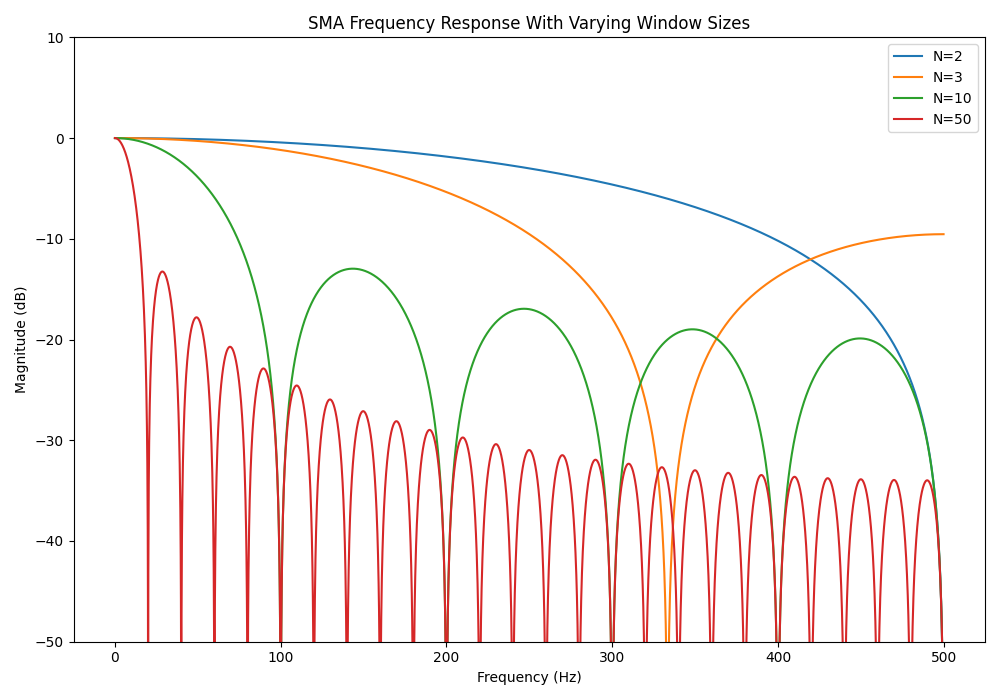 SMA Frequency Response With Varying Window Sizes
10
0
−10
−20
−30
−40
−50
Magnitude (dB)
N=2
N=3
N=10
N=50
0
100
200
300
400
500
Frequency (Hz)